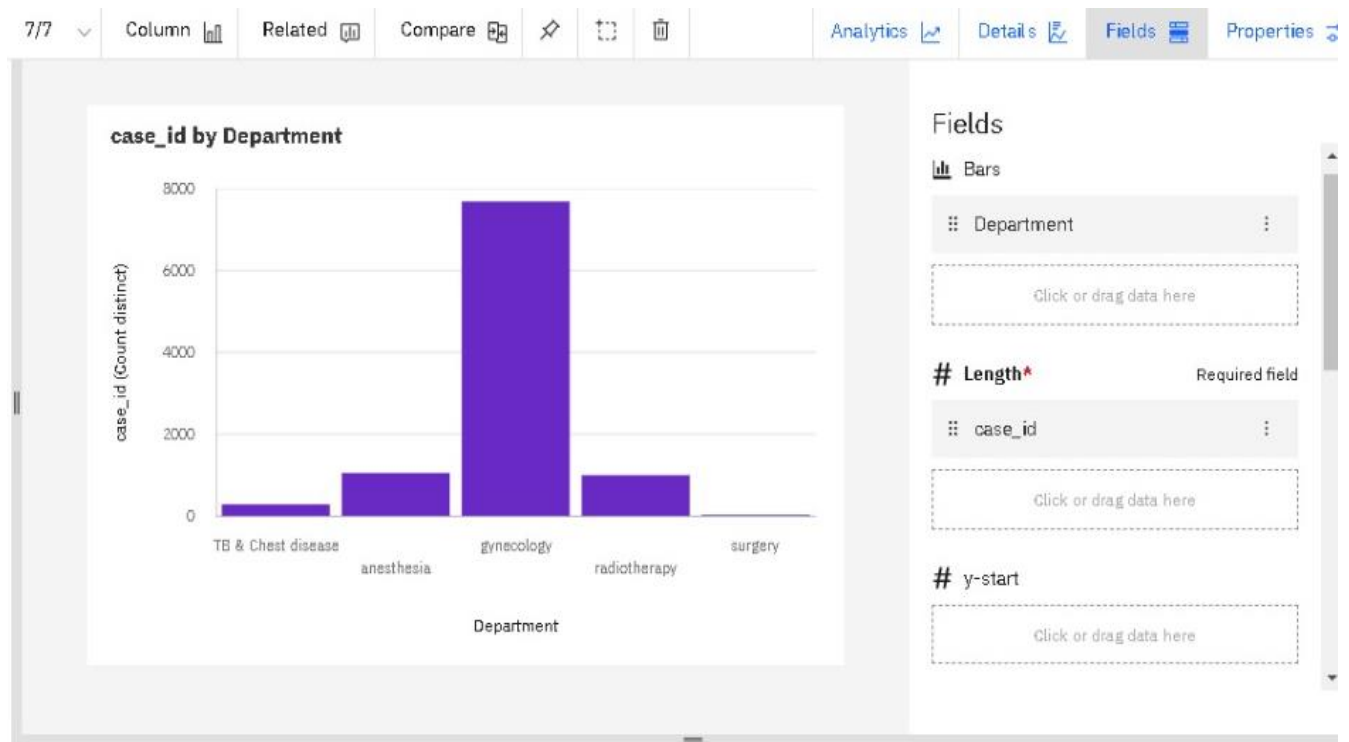 7/7 Column Related Compare Analytics Details Fields Properties
case_id by Department
8000
6000
4000
2000
0
case_id (Count distinct)
TB & Chest disease
anesthesia
gynecology
radiotherapy
surgery
Department
Fields
Bars
Department
Click or drag data here
# Length* Required field
case_id
Click or drag data here
# y-start
Click or drag data here